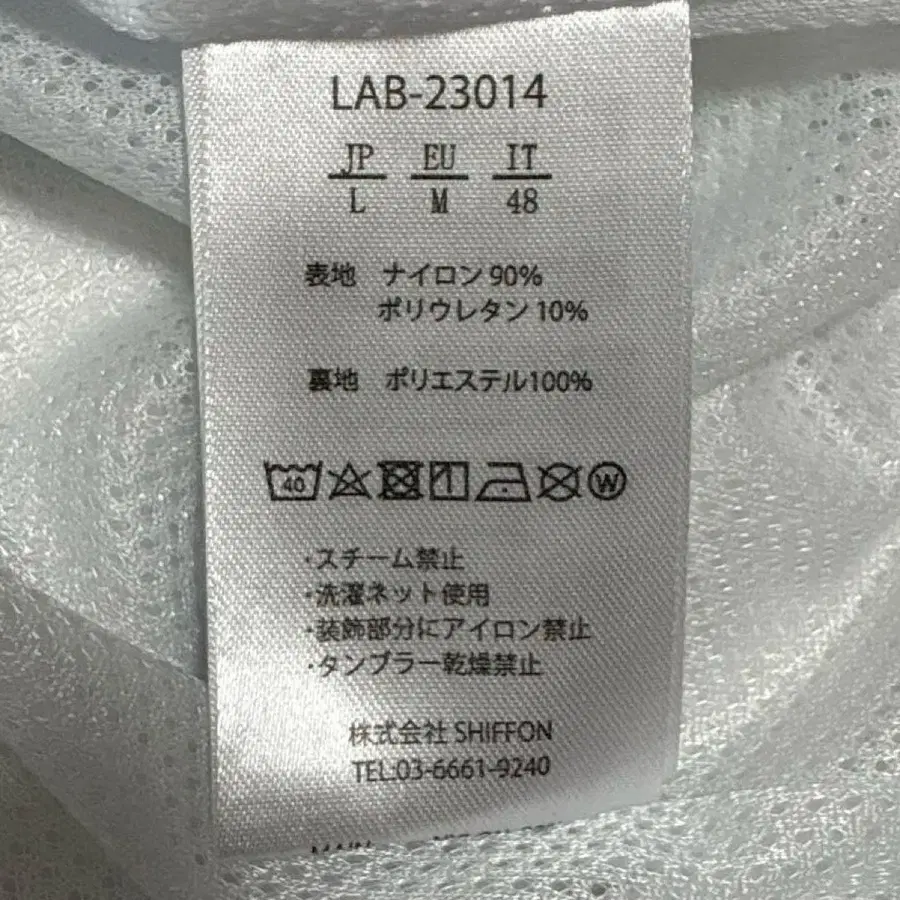 LAB-23014
JP EU IT
L M 48
表地 ナイロン 90%
ポリウレタン 10%
裏地 ポリエステル100%
40 W
·スチーム禁止
·洗濯ネット使用
·装飾部分にアイロン禁止
·タンブラー乾燥禁止
株式会社 SHIFFON
TEL:03-6661-9240